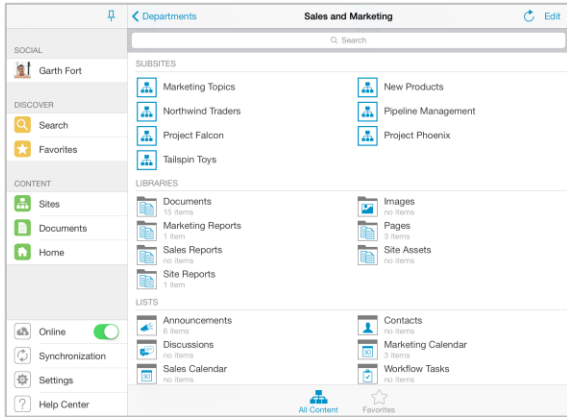 Departments
Sales and Marketing
Edit
Search
SOCIAL
Garth Fort
DISCOVER
Search
Favorites
CONTENT
Sites
Documents
Home
Online
Synchronization
Settings
Help Center
SUBSITES
Marketing Topics
New Products
Northwind Traders
Pipeline Management
Project Falcon
Project Phoenix
Tailspin Toys
LIBRARIES
Documents
15 items
Images
no items
Marketing Reports
1 item
Pages
3 items
Sales Reports
no items
Site Assets
no items
Site Reports
1 item
LISTS
Announcements
6 items
Contacts
no items
Discussions
no items
Marketing Calendar
3 items
Sales Calendar
no items
Workflow Tasks
no items
All Content
Favorites